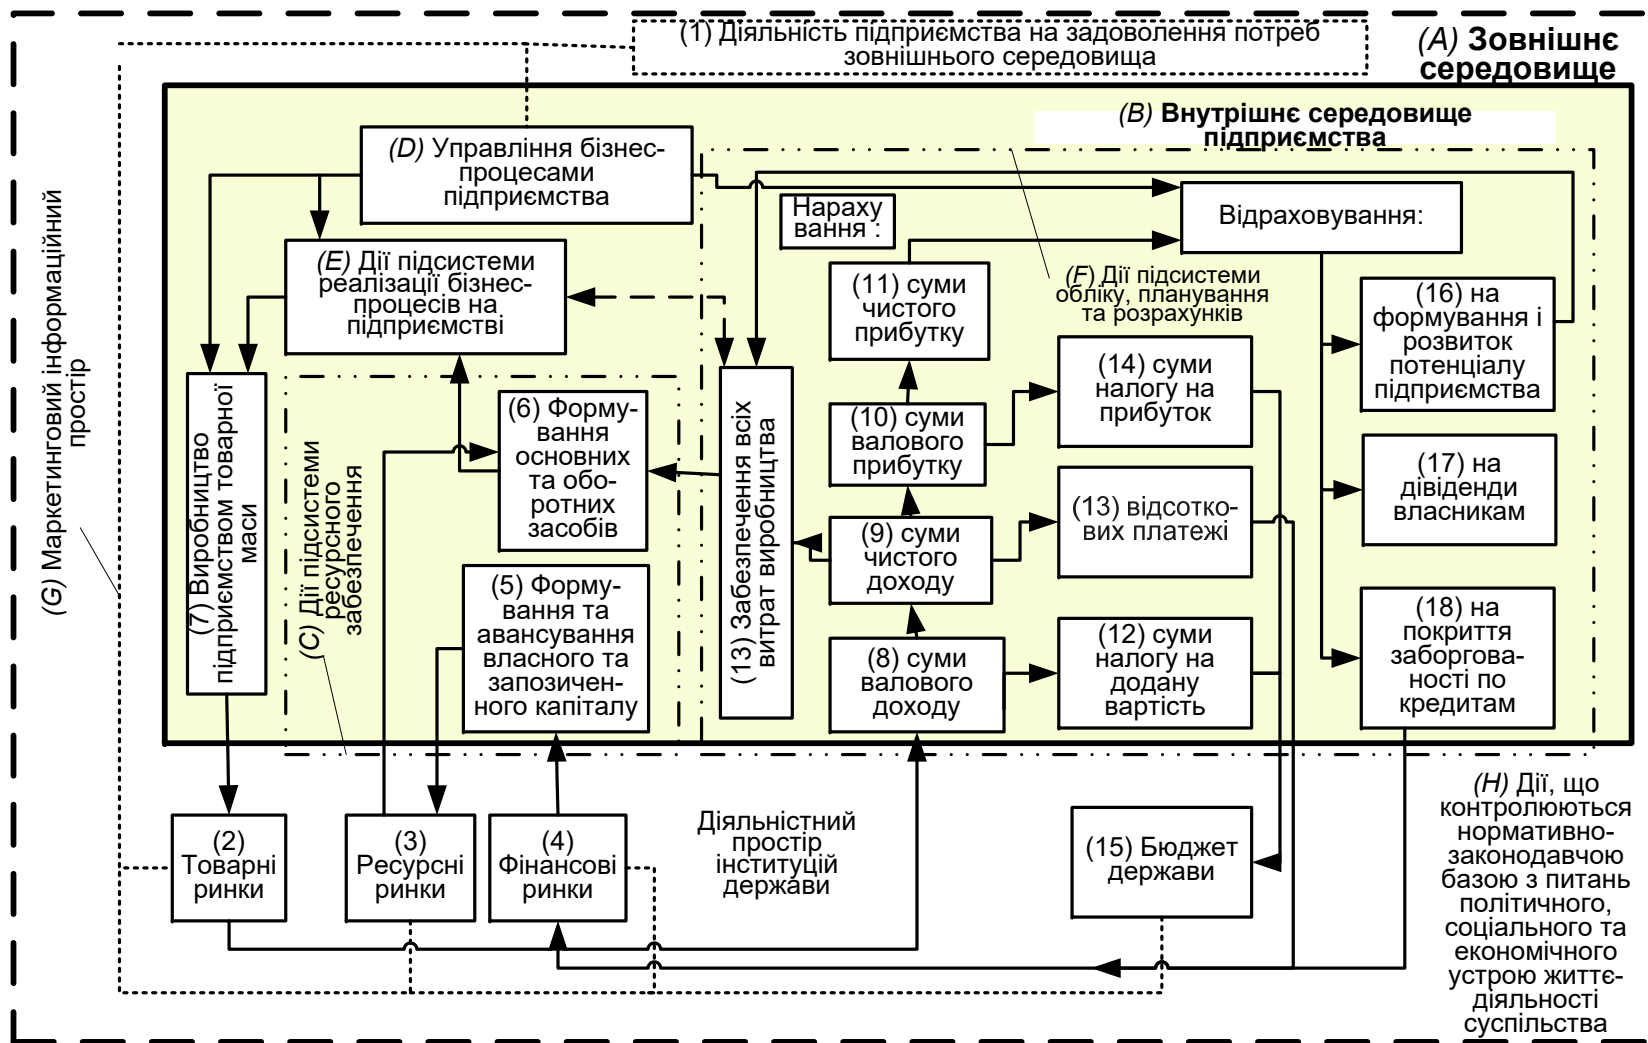 (1) Діяльність підприємства на задоволення потреб
зовнішнього середовища
(A) Зовнішнє
середовище
(B) Внутрішнє середовище
підприємства
(D) Управління бізнес-
процесами
підприємства
Нараху
вання :
Відраховування:
(E) Дії підсистеми
реалізації бізнес-
процесів на
підприємстві
(11) суми
чистого
прибутку
(F) Дії підсистеми
обліку, планування
та розрахунків
(16) на
формування і
розвиток
потенціалу
підприємства
(G) Маркетинговий інформаційний
простір
(7) Виробництво
підприємством товарної
маси
(C) Дії підсистеми
ресурсного
забезпечення
(6) Форму-
вання
основних
та обо-
ротних
засобів
(13) Забезпечення всіх
витрат виробництва
(10) суми
валового
прибутку
(14) суми
налогу на
прибуток
(17) на
дівіденди
власникам
(9) суми
чистого
доходу
(13) відсотко-
вих платежі
(5) Форму-
вання та
авансування
власного та
запозичен-
ного капіталу
(8) суми
валового
доходу
(12) суми
налогу на
додану
вартість
(18) на
покриття
заборгова-
ності по
кредитам
(2)
Товарні
ринки
(3)
Ресурсні
ринки
(4)
Фінансові
ринки
Діяльністний
простір
інституцій
держави
(15) Бюджет
держави
(H) Дії, що
контролюються
нормативно-
законодавчою
базою з питань
політичного,
соціального та
економічного
устрою життє-
діяльності
суспільства